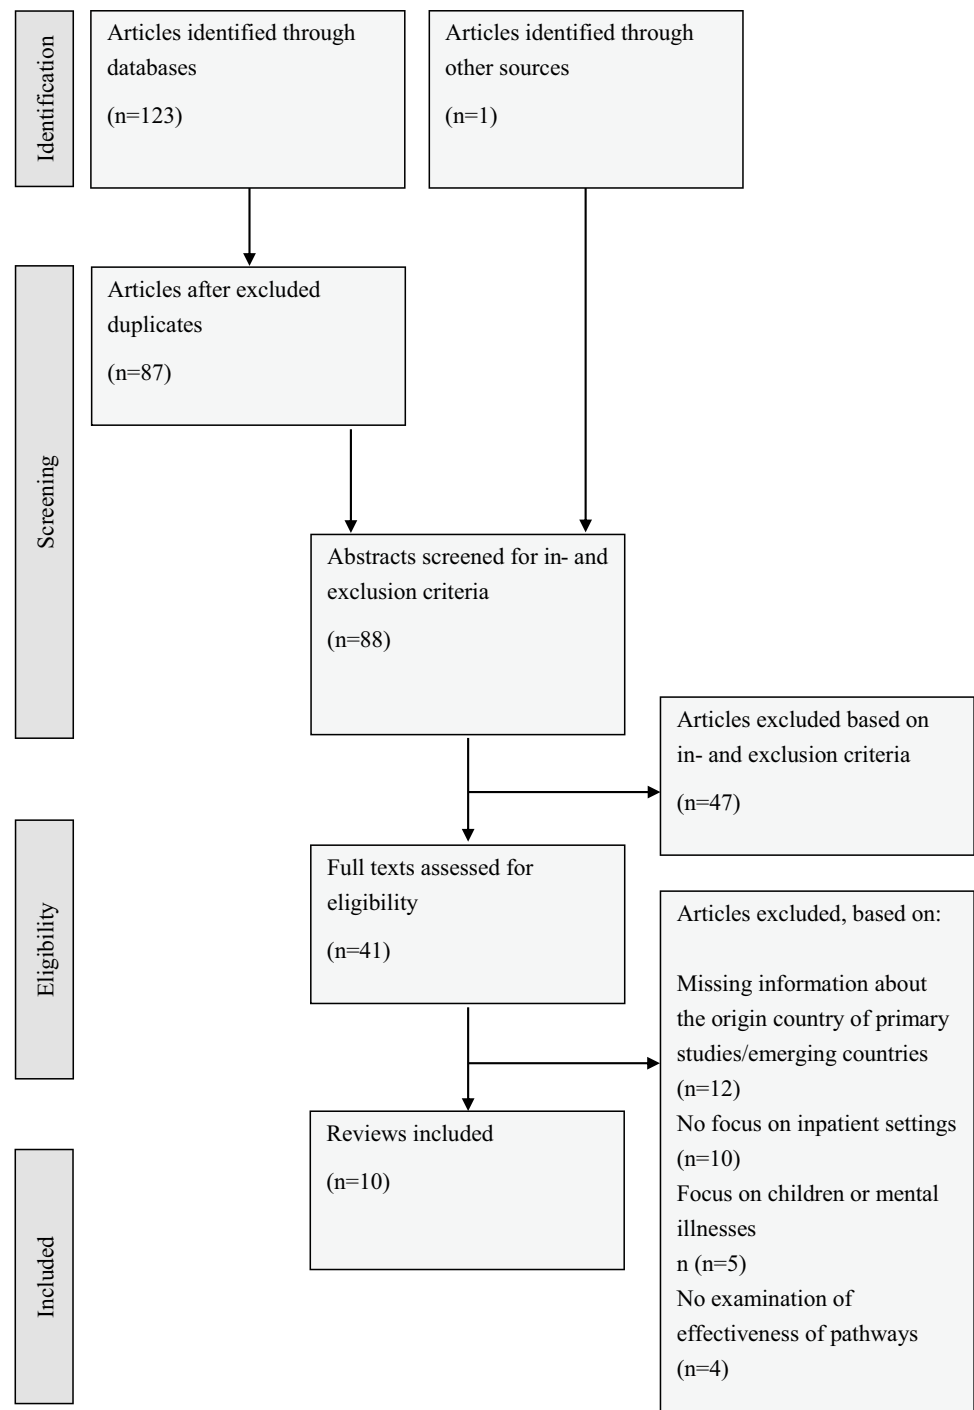 Identification
Articles identified through
databases
(n=123)
Articles identified through
other sources
(n=1)
Screening
Articles after excluded
duplicates
(n=87)
Abstracts screened for in- and
exclusion criteria
(n=88)
Articles excluded based on
in- and exclusion criteria
(n=47)
Eligibility
Full texts assessed for
eligibility
(n=41)
Articles excluded, based on:
Missing information about
the origin country of primary
studies/emerging countries
(n=12)
No focus on inpatient settings
(n=10)
Focus on children or mental
illnesses
n (n=5)
No examination of
effectiveness of pathways
(n=4)
Included
Reviews included
(n=10)